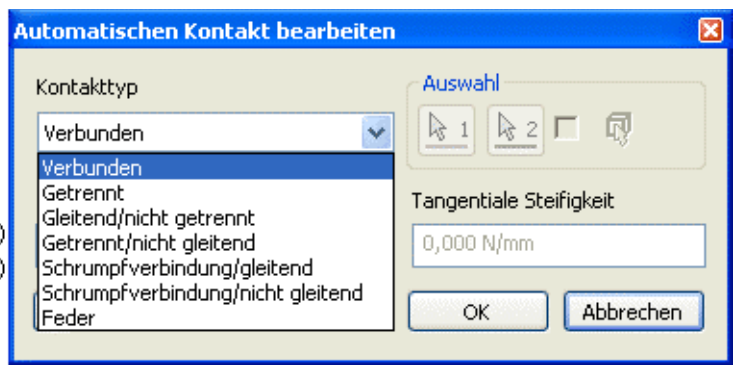 Automatischen Kontakt bearbeiten
Kontakttyp
Auswahl
Verbunden
1 2
Verbunden
Getrennt
Gleitend/nicht getrennt
Getrennt/nicht gleitend
Schrumpfverbindung/gleitend
Schrumpfverbindung/nicht gleitend
Feder
Tangentiale Steifigkeit
0,000 N/mm
OK
Abbrechen